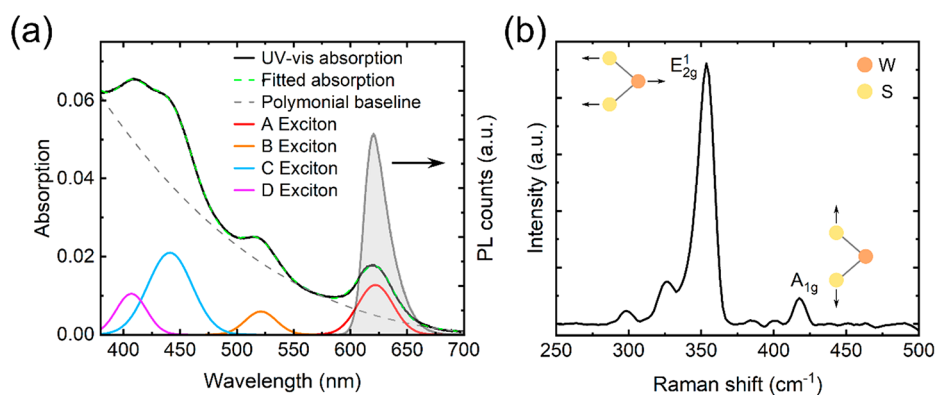 (a)
UV-vis absorption
Fitted absorption
Polymonial baseline
A Exciton
B Exciton
C Exciton
D Exciton
Absorption
0.06
0.04
0.02
0.00
400 450 500 550 600 650 700
Wavelength (nm)
PL counts (a.u.)
(b)
E¹2g
W
S
A1g
Intensity (a.u.)
250 300 350 400 450 500
Raman shift (cm⁻¹)